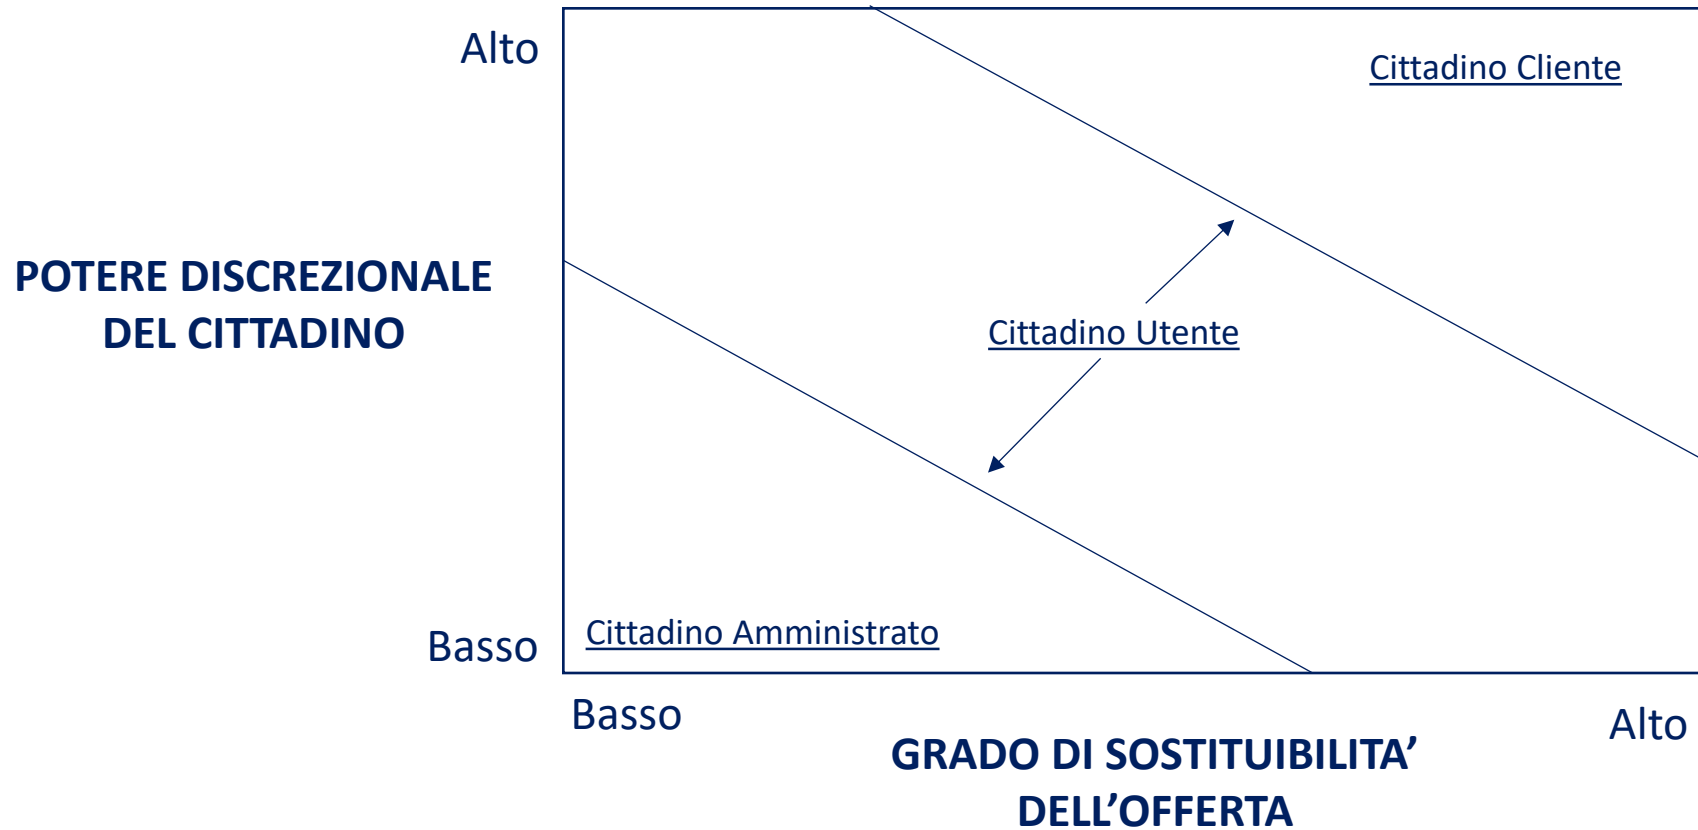 Alto
Cittadino Cliente
POTERE DISCREZIONALE
DEL CITTADINO
Cittadino Utente
Cittadino Amministrato
Basso
Basso
Alto
GRADO DI SOSTITUIBILITA’
DELL’OFFERTA